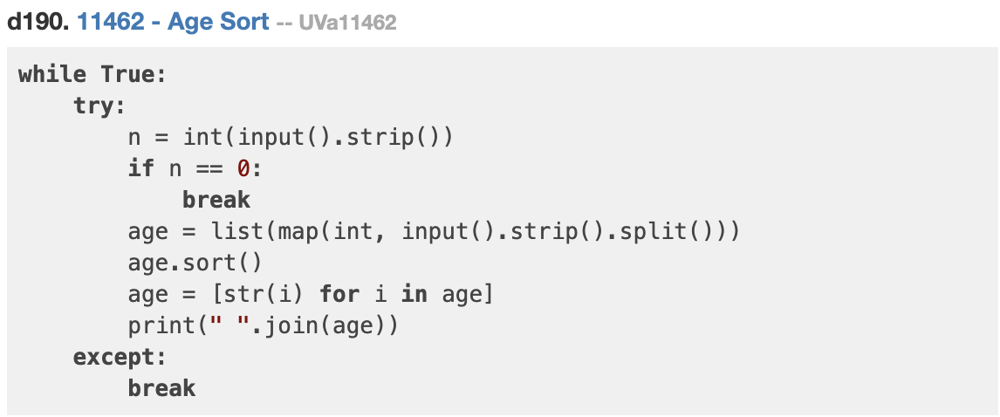 d190. 11462 - Age Sort -- UVa11462
while True:
    try:
        n = int(input().strip())
        if n == 0:
            break
        age = list(map(int, input().strip().split()))
        age.sort()
        age = [str(i) for i in age]
        print(" ".join(age))
    except:
        break